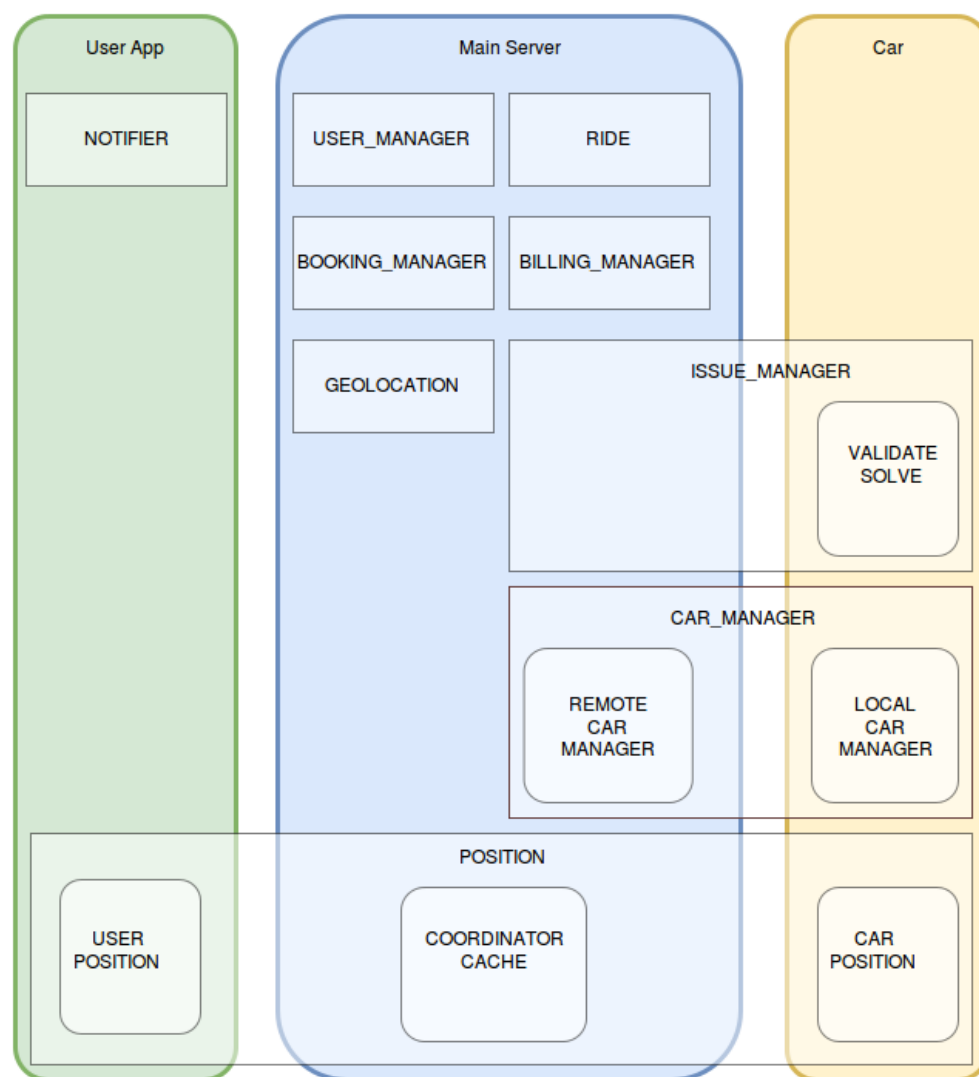 User App
Main Server
Car
NOTIFIER
USER_MANAGER
RIDE
BOOKING_MANAGER
BILLING_MANAGER
GEOLOCATION
ISSUE_MANAGER
VALIDATE
SOLVE
CAR_MANAGER
REMOTE
CAR
MANAGER
LOCAL
CAR
MANAGER
POSITION
USER
POSITION
COORDINATOR
CACHE
CAR
POSITION